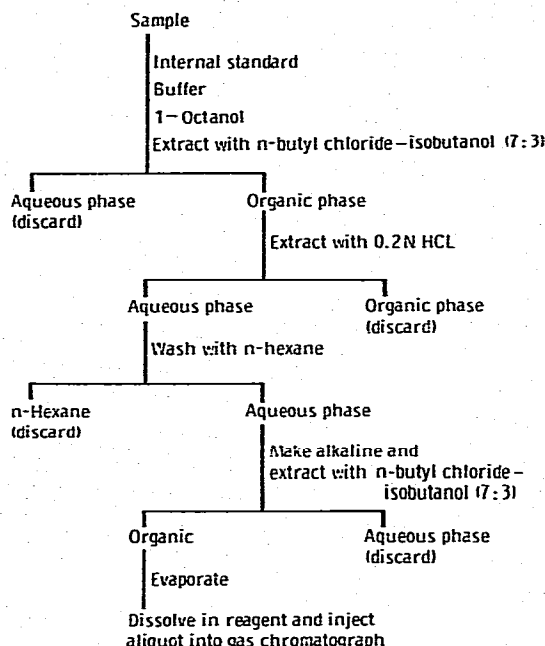 Sample
Internal standard
Buffer
1-Octanol
Extract with n-butyl chloride-isobutanol (7:3)
Aqueous phase
(discard)
Organic phase
Extract with 0.2N HCL
Aqueous phase
Organic phase
(discard)
Wash with n-hexane
n-Hexane
(discard)
Aqueous phase
Make alkaline and
extract with n-butyl chloride-
isobutanol (7:3)
Organic
Aqueous phase
(discard)
Evaporate
Dissolve in reagent and inject
aliquot into gas chromatograph